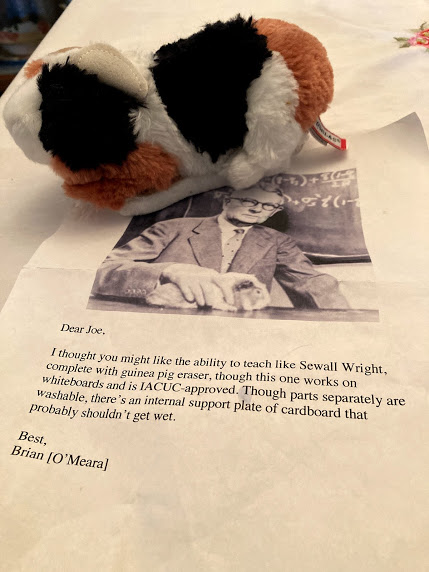 Dear Joe,
I thought you might like the ability to teach like Sewall Wright,
complete with guinea pig eraser, though this one works on
whiteboards and is IACUC-approved. Though parts separately are
washable, there's an internal support plate of cardboard that
probably shouldn't get wet.
Best,
Brian [O'Meara]